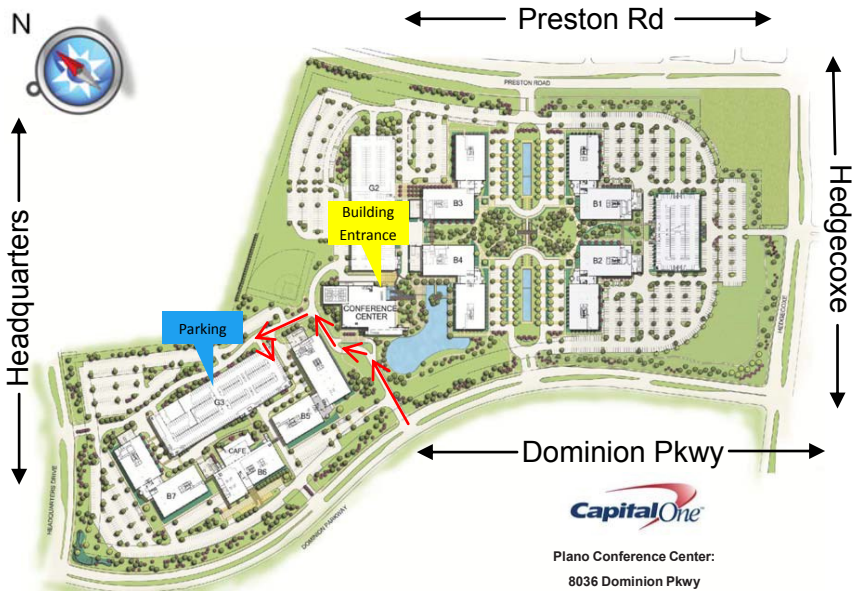 Preston Rd
N
PRESTON ROAD
Headquarters
Hedgecoxe
G2
Building
Entrance
B3
B1
B4
B2
CONFERENCE
CENTER
Parking
HEDGECOXE
G3
B5
CAFE
B6
B7
Dominion Pkwy
HEADQUARTERS DRIVE
DOMINION PARKWAY
CapitalOne
Plano Conference Center:
8036 Dominion Pkwy